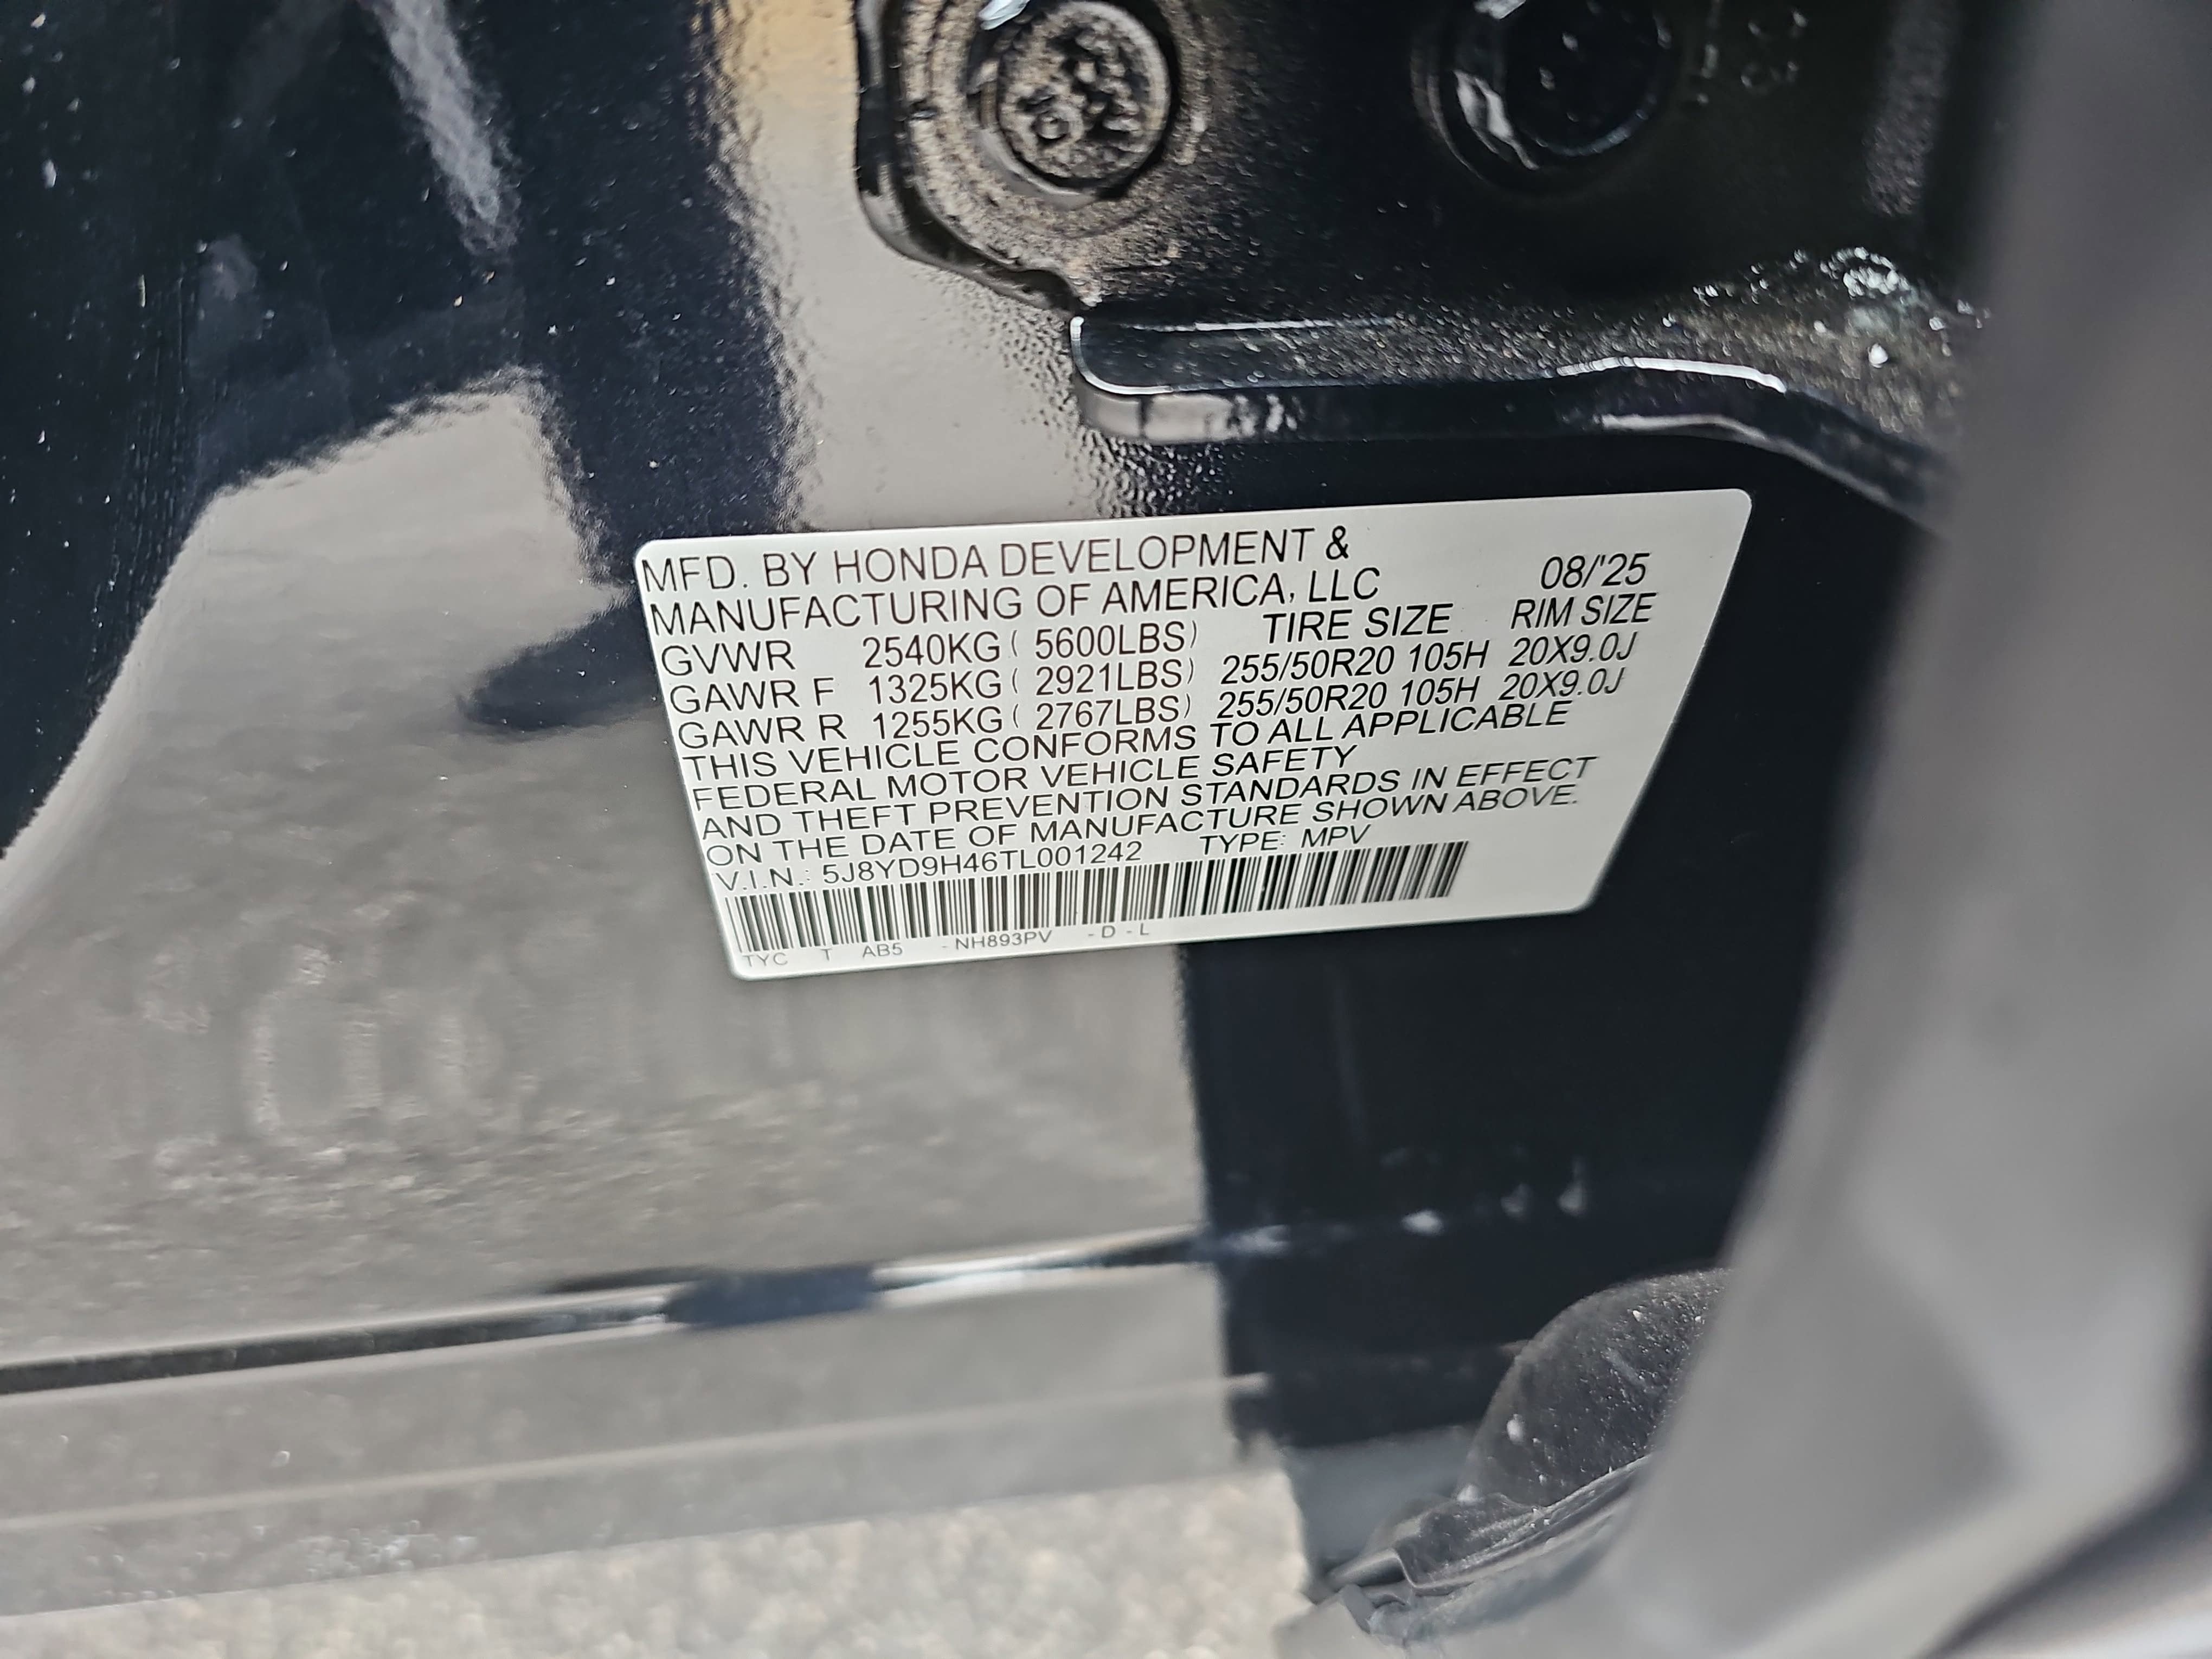 MFD. BY HONDA DEVELOPMENT &
MANUFACTURING OF AMERICA, LLC 08/'25
GVWR 2540KG ( 5600LBS) TIRE SIZE RIM SIZE
GAWR F 1325KG ( 2921LBS) 255/50R20 105H 20X9.0J
GAWR R 1255KG ( 2767LBS) 255/50R20 105H 20X9.0J
THIS VEHICLE CONFORMS TO ALL APPLICABLE
FEDERAL MOTOR VEHICLE SAFETY
AND THEFT PREVENTION STANDARDS IN EFFECT
ON THE DATE OF MANUFACTURE SHOWN ABOVE.
V.I.N.: 5J8YD9H46TL001242 TYPE: MPV
TYC T AB5 - NH893PV - D - L